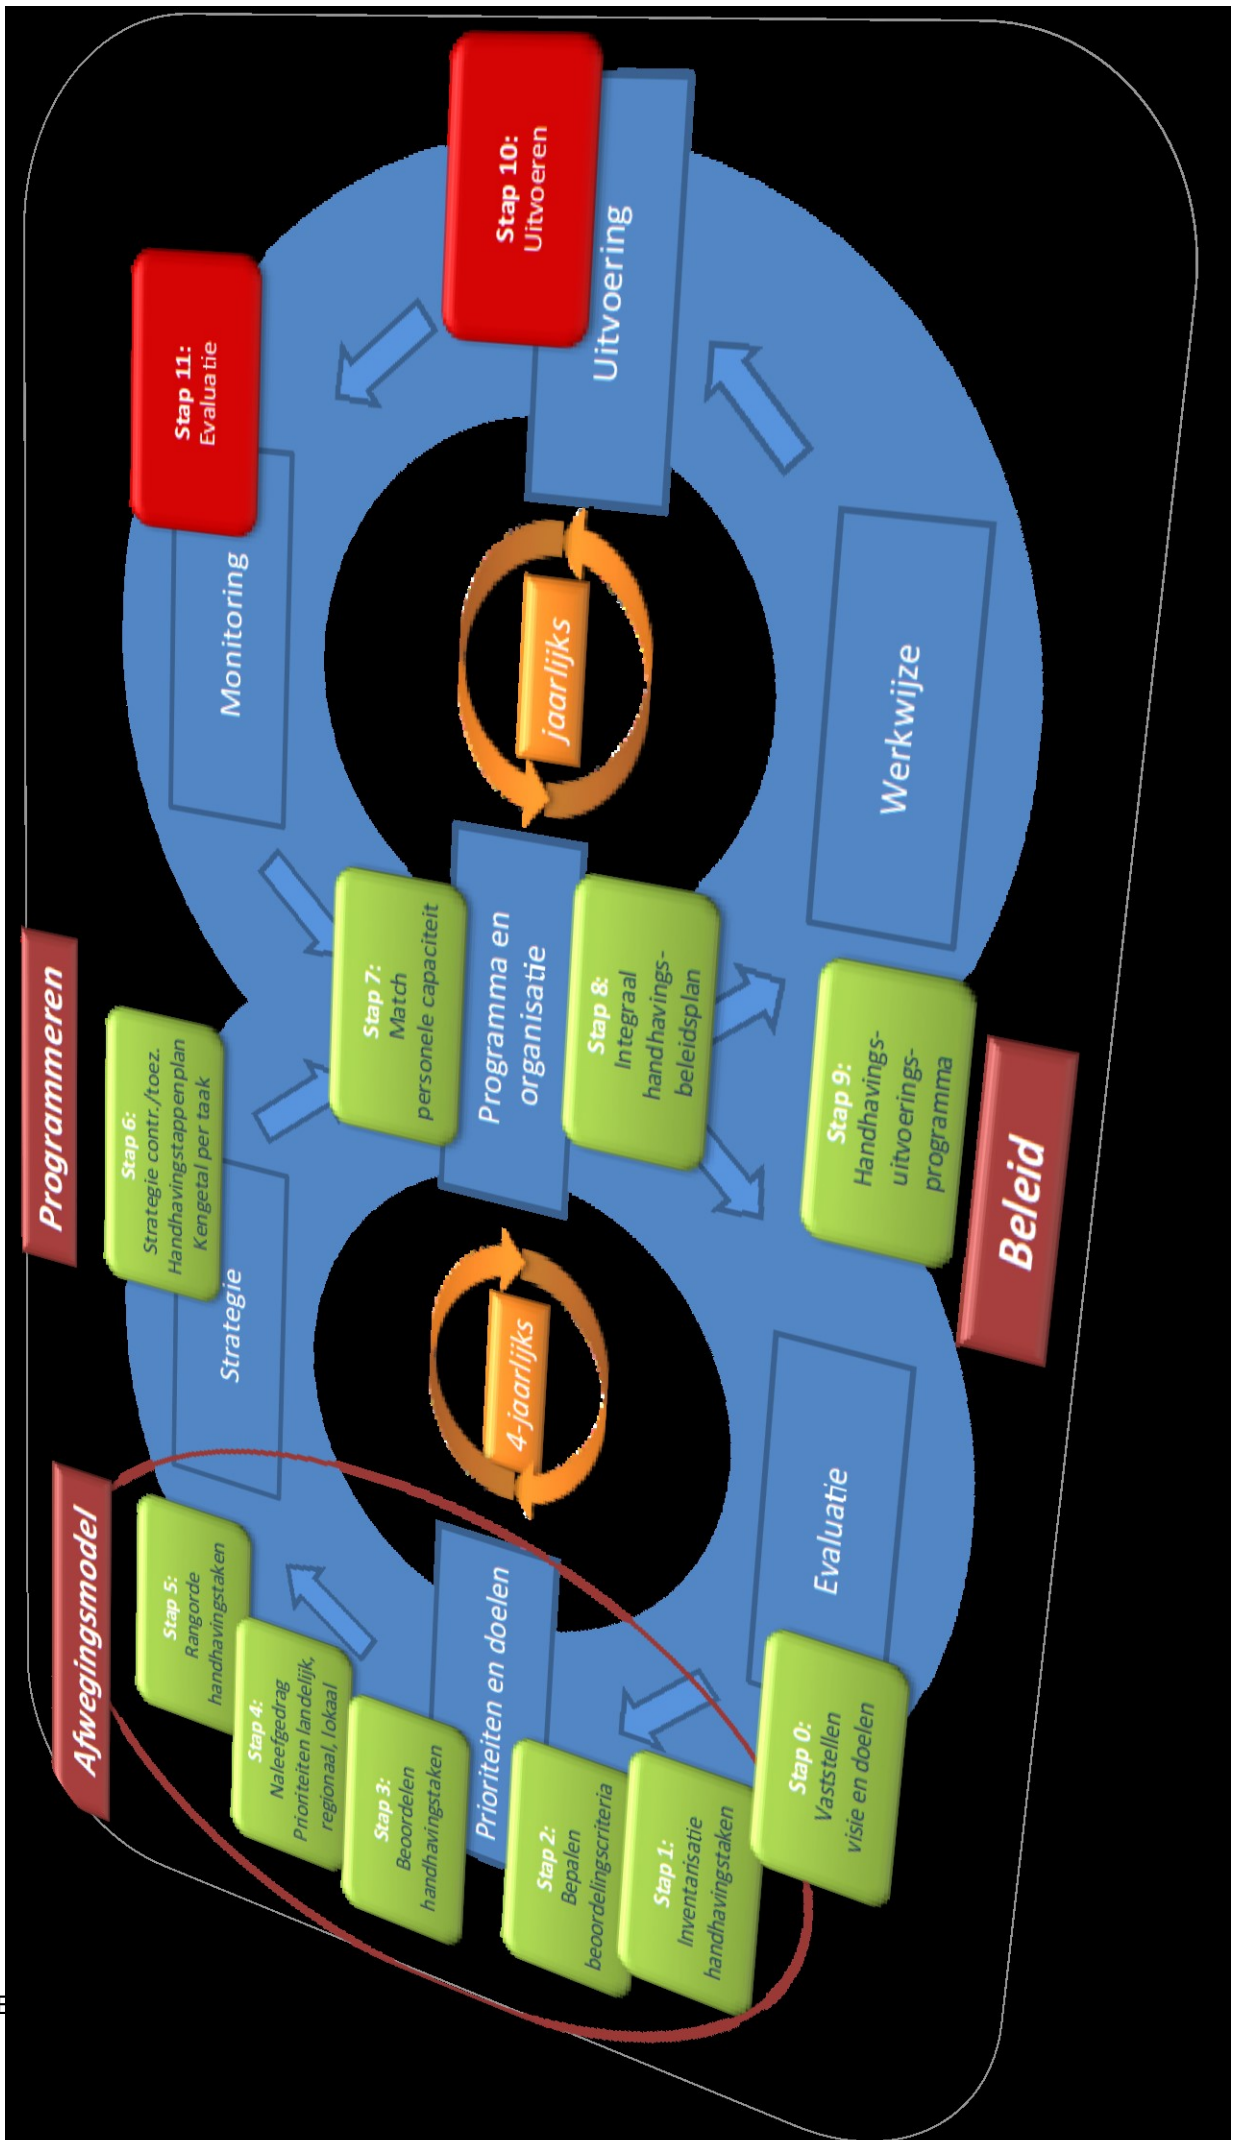 Afwegingsmodel
Programmeren
Stap 5:
Rangorde
handhavingstaken
Stap 4:
Naleefgedrag
Prioriteiten landelijk,
regionaal, lokaal
Stap 3:
Beoordelen
handhavingstaken
Prioriteiten en doelen
Stap 2:
Bepalen
beoordelingscriteria
Stap 1:
Inventarisatie
handhavingstaken
Stap 0:
Vaststellen
visie en doelen
Evaluatie
4-jaarlijks
Strategie
Stap 6:
Strategie contr./toez.
Handhavingstappenplan
Kengetal per taak
Stap 7:
Match
personele capaciteit
Programma en
organisatie
Stap 8:
Integraal
handhavings-
beleidsplan
Stap 9:
Handhavings-
uitvoerings-
programma
Beleid
jaarlijks
Monitoring
Stap 11:
Evaluatie
Stap 10:
Uitvoeren
Uitvoering
Werkwijze